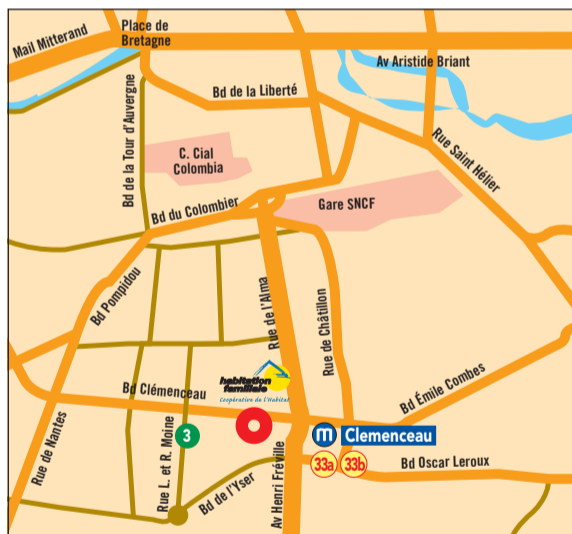 Mail Mitterand
Place de
Bretagne
Av Aristide Briant
Bd de la Liberté
Bd de la Tour d'Auvergne
C. Cial
Colombia
Rue Saint Hélier
Gare SNCF
Bd du Colombier
Bd Pompidou
Rue de l'Alma
Rue de Châtillon
habitation
familiale
Coopérative de l'Habitat
Bd Clémenceau
Bd Émile Combes
Rue de Nantes
Rue L. et R. Moine
3
m Clemenceau
33a 33b
Bd Oscar Leroux
Bd de l'Yser
Av Henri Fréville